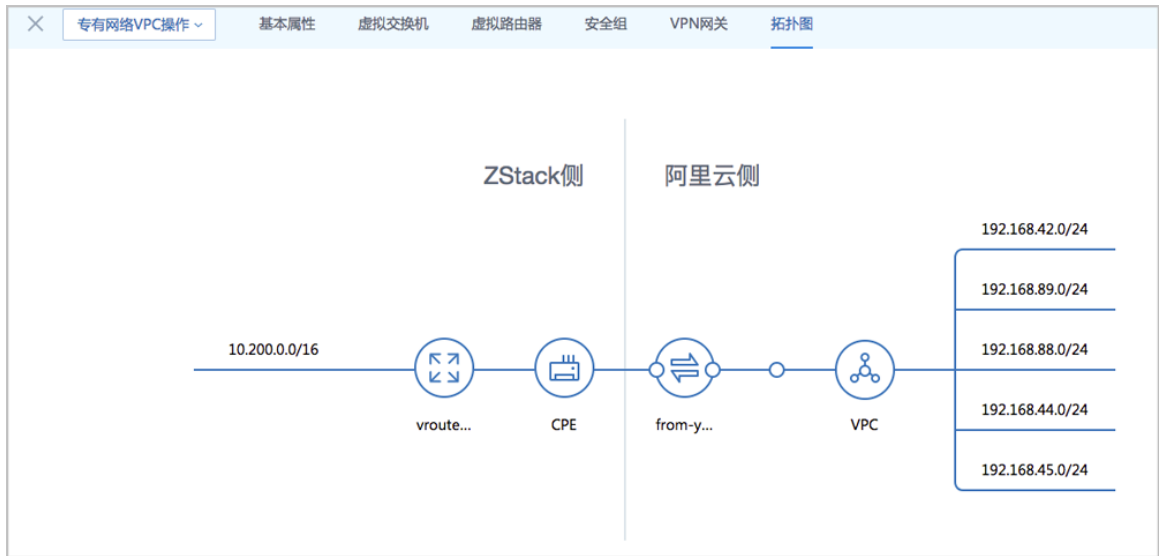 专有网络VPC操作 基本属性 虚拟交换机 虚拟路由器 安全组 VPN网关 拓扑图
ZStack侧 阿里云侧
192.168.42.0/24
192.168.89.0/24
10.200.0.0/16 192.168.88.0/24
192.168.44.0/24
vroute... CPE from-y... VPC
192.168.45.0/24